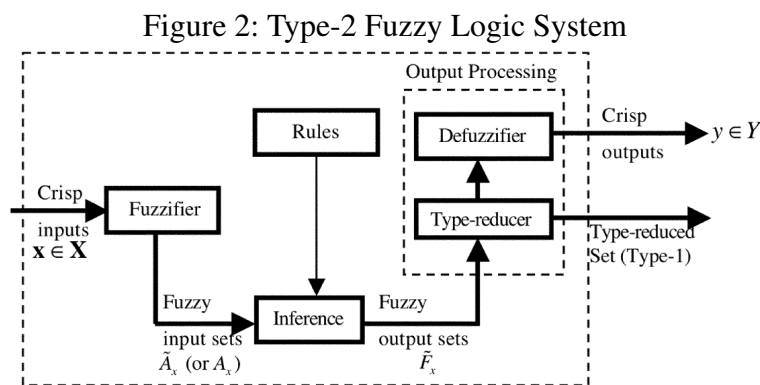 Figure 2: Type-2 Fuzzy Logic System
Output Processing
Rules
Defuzzifier
Crisp
outputs
y ∈ Y
Crisp
inputs
x ∈ X
Fuzzifier
Type-reducer
Type-reduced
Set (Type-1)
Fuzzy
input sets
Ã_x (or A_x)
Inference
Fuzzy
output sets
F̃_x